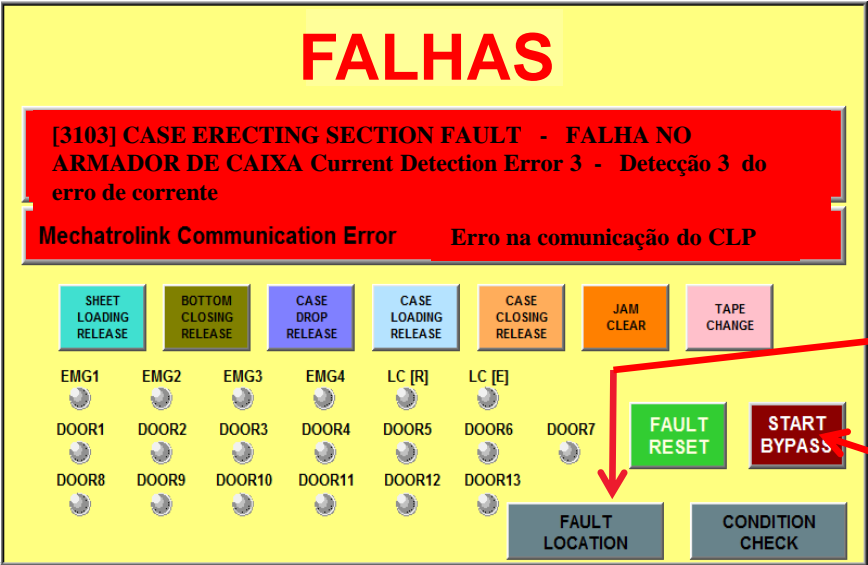 FALHAS
[3103] CASE ERECTING SECTION FAULT - FALHA NO
ARMADOR DE CAIXA Current Detection Error 3 - Detecção 3 do
erro de corrente
Mechatrolink Communication Error Erro na comunicação do CLP
SHEET LOADING RELEASE
BOTTOM CLOSING RELEASE
CASE DROP RELEASE
CASE LOADING RELEASE
CASE CLOSING RELEASE
JAM CLEAR
TAPE CHANGE
EMG1 EMG2 EMG3 EMG4 LC [R] LC [E]
DOOR1 DOOR2 DOOR3 DOOR4 DOOR5 DOOR6 DOOR7
DOOR8 DOOR9 DOOR10 DOOR11 DOOR12 DOOR13
FAULT RESET
START BYPASS
FAULT LOCATION
CONDITION CHECK